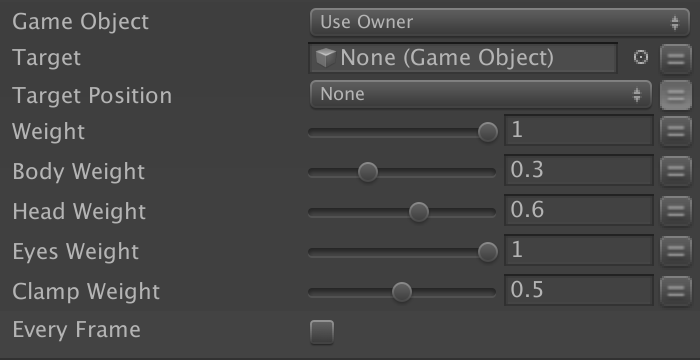 Game Object Use Owner
Target None (Game Object)
Target Position None
Weight 1
Body Weight 0.3
Head Weight 0.6
Eyes Weight 1
Clamp Weight 0.5
Every Frame